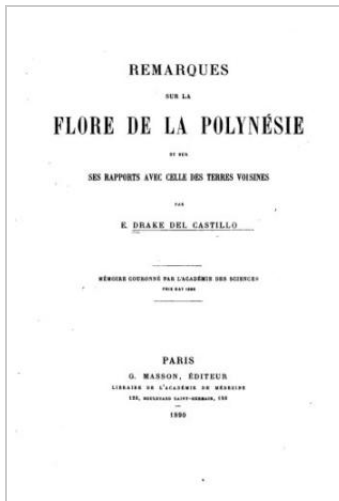 REMARQUES
SUR LA
FLORE DE LA POLYNÉSIE
ET SUR
SES RAPPORTS AVEC CELLE DES TERRES VOISINES
PAR
E. DRAKE DEL CASTILLO
MÉMOIRE COURONNÉ PAR L'ACADÉMIE DES SCIENCES
PARIS
G. MASSON, ÉDITEUR
LIBRAIRE DE L'ACADÉMIE DE MÉDECINE
120, BOULEVARD SAINT-GERMAIN, 120
1890